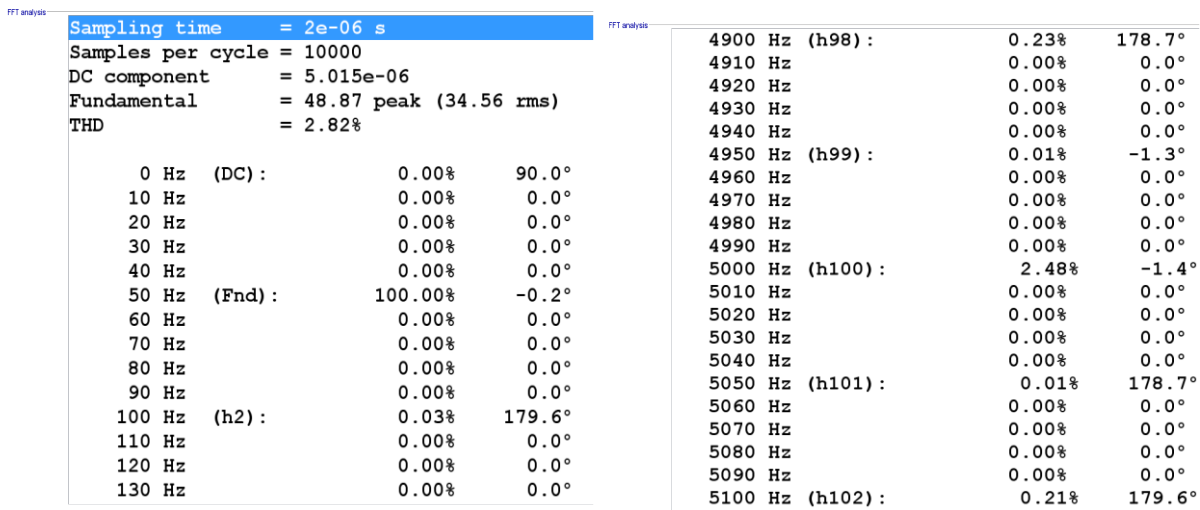 FFT analysis
Sampling time = 2e-06 s
Samples per cycle = 10000
DC component = 5.015e-06
Fundamental = 48.87 peak (34.56 rms)
THD = 2.82%
0 Hz (DC): 0.00% 90.0°
10 Hz 0.00% 0.0°
20 Hz 0.00% 0.0°
30 Hz 0.00% 0.0°
40 Hz 0.00% 0.0°
50 Hz (Fnd): 100.00% -0.2°
60 Hz 0.00% 0.0°
70 Hz 0.00% 0.0°
80 Hz 0.00% 0.0°
90 Hz 0.00% 0.0°
100 Hz (h2): 0.03% 179.6°
110 Hz 0.00% 0.0°
120 Hz 0.00% 0.0°
130 Hz 0.00% 0.0°
FFT analysis
4900 Hz (h98): 0.23% 178.7°
4910 Hz 0.00% 0.0°
4920 Hz 0.00% 0.0°
4930 Hz 0.00% 0.0°
4940 Hz 0.00% 0.0°
4950 Hz (h99): 0.01% -1.3°
4960 Hz 0.00% 0.0°
4970 Hz 0.00% 0.0°
4980 Hz 0.00% 0.0°
4990 Hz 0.00% 0.0°
5000 Hz (h100): 2.48% -1.4°
5010 Hz 0.00% 0.0°
5020 Hz 0.00% 0.0°
5030 Hz 0.00% 0.0°
5040 Hz 0.00% 0.0°
5050 Hz (h101): 0.01% 178.7°
5060 Hz 0.00% 0.0°
5070 Hz 0.00% 0.0°
5080 Hz 0.00% 0.0°
5090 Hz 0.00% 0.0°
5100 Hz (h102): 0.21% 179.6°